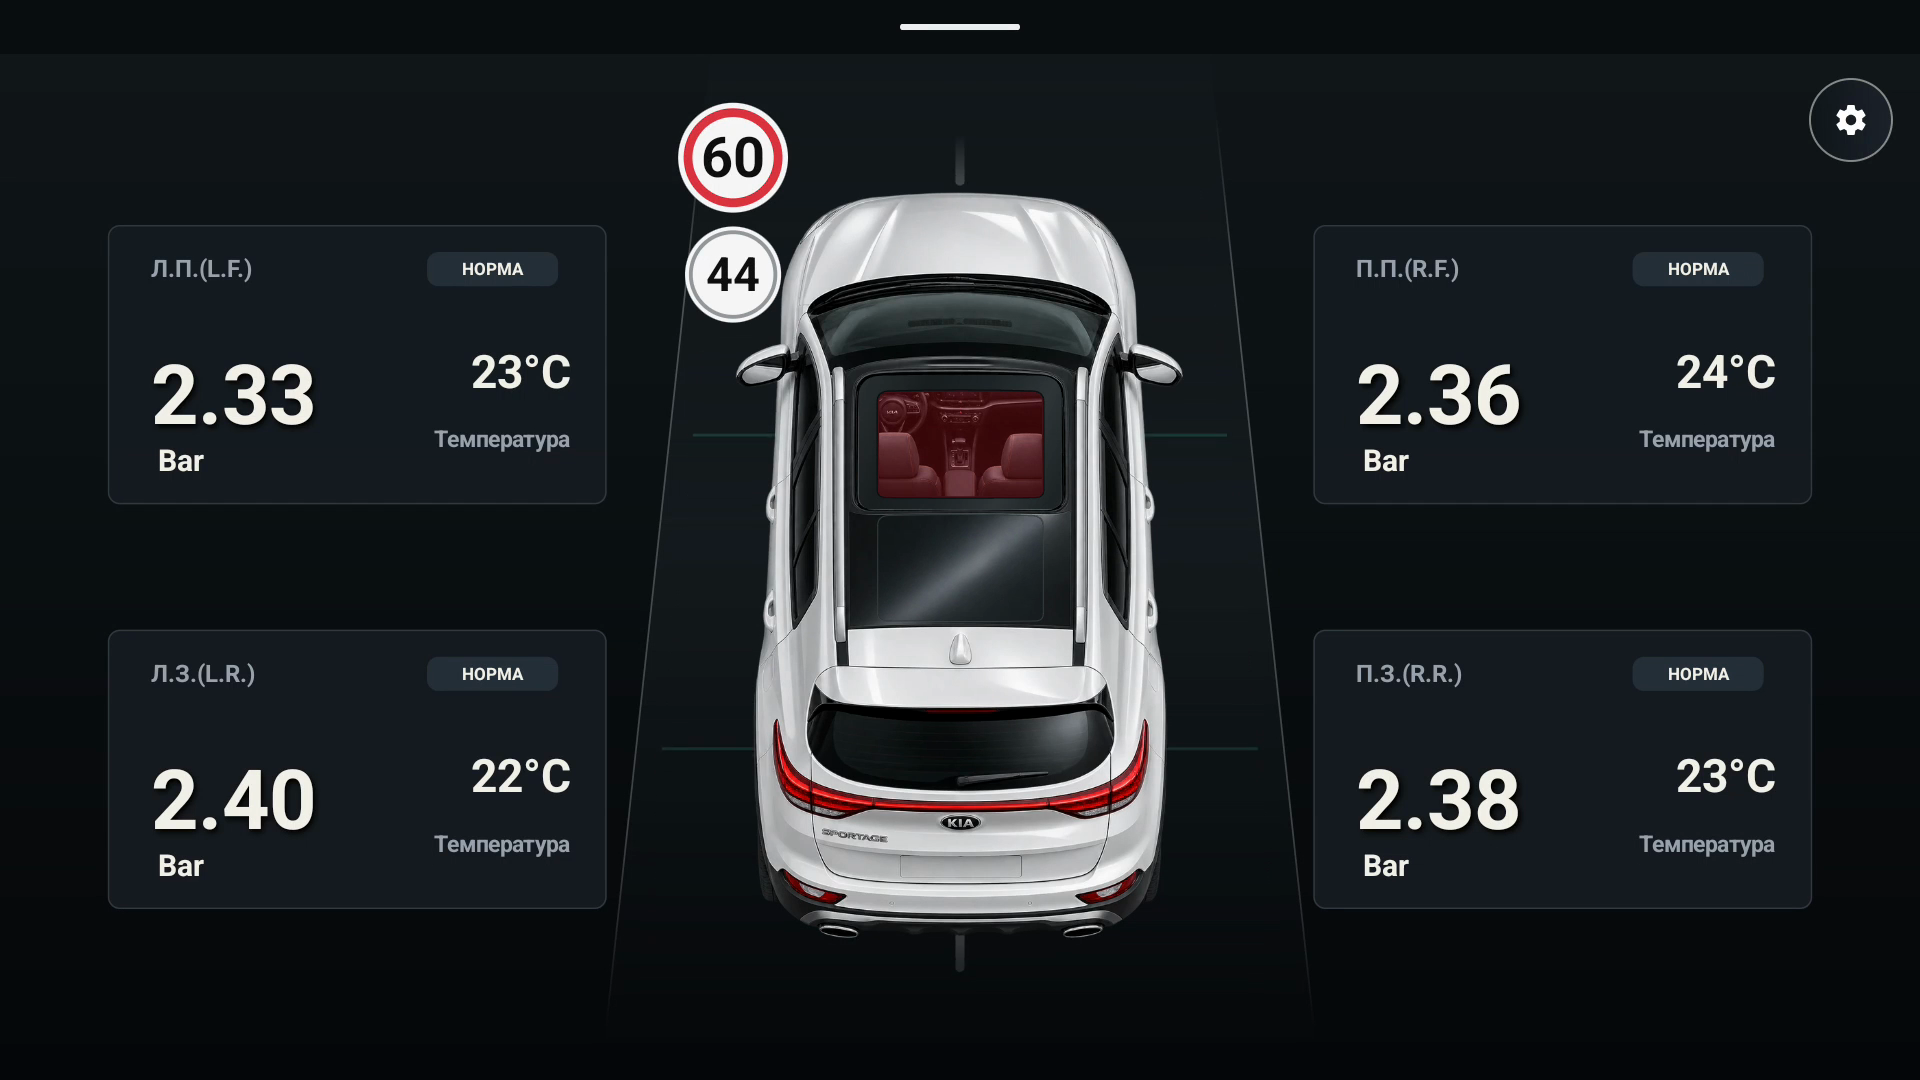 60
44
Л.П.(L.F.)
НОРМА
2.33
Bar
23°C
Температура
П.П.(R.F.)
НОРМА
2.36
Bar
24°C
Температура
Л.З.(L.R.)
НОРМА
2.40
Bar
22°C
Температура
KIA
SPORTAGE
П.З.(R.R.)
НОРМА
2.38
Bar
23°C
Температура